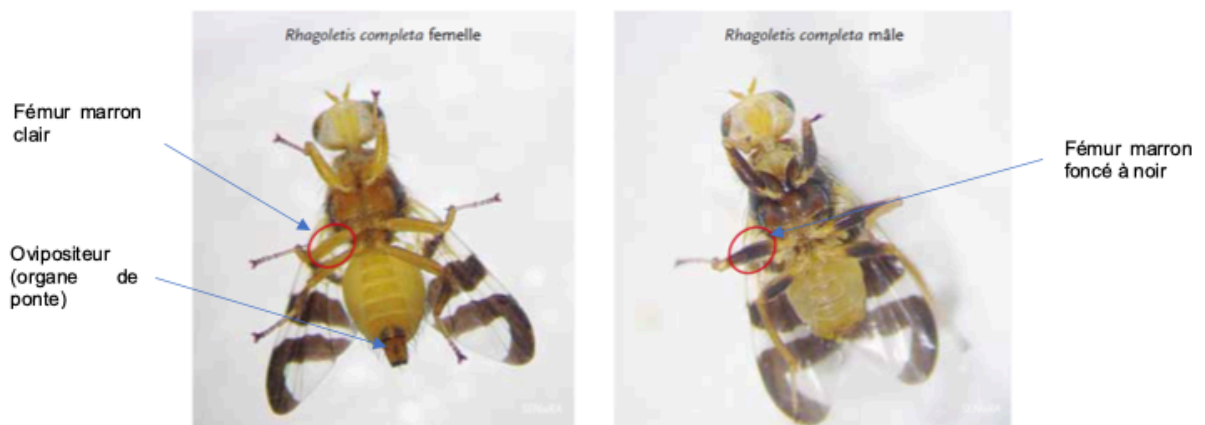 Rhagoletis completa femelle
Rhagoletis completa mâle
Fémur marron
clair
Fémur marron
foncé à noir
Ovipositeur
(organe de
ponte)